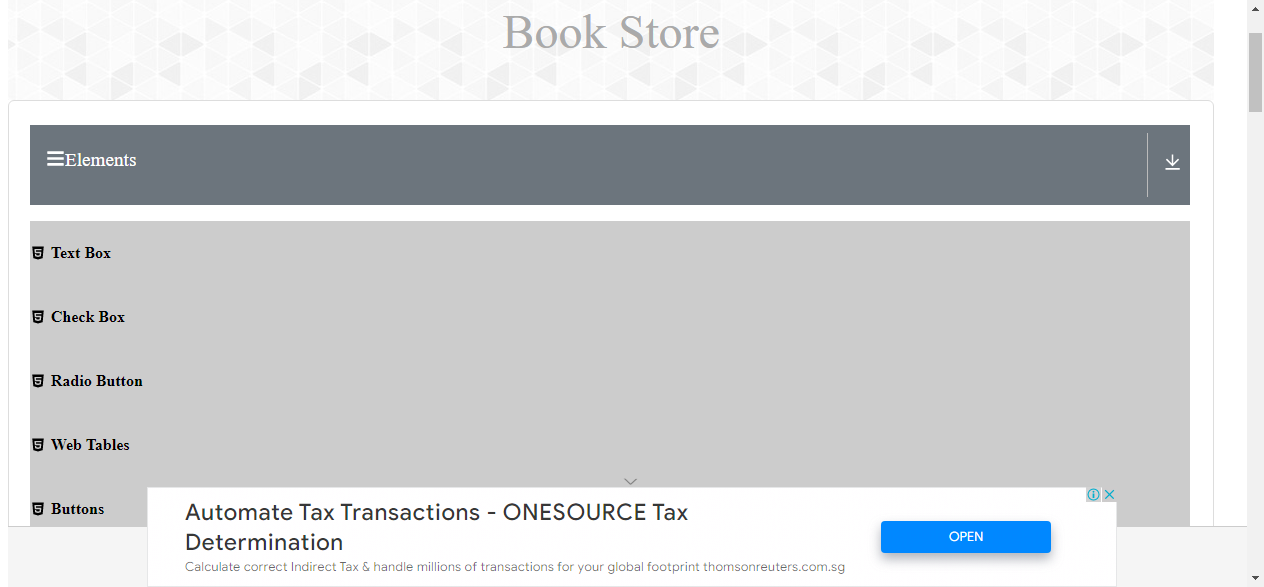 Book Store
Elements
Text Box
Check Box
Radio Button
Web Tables
Buttons
Automate Tax Transactions - ONESOURCE Tax
Determination
Calculate correct Indirect Tax & handle millions of transactions for your global footprint thomsonreuters.com.sg
OPEN